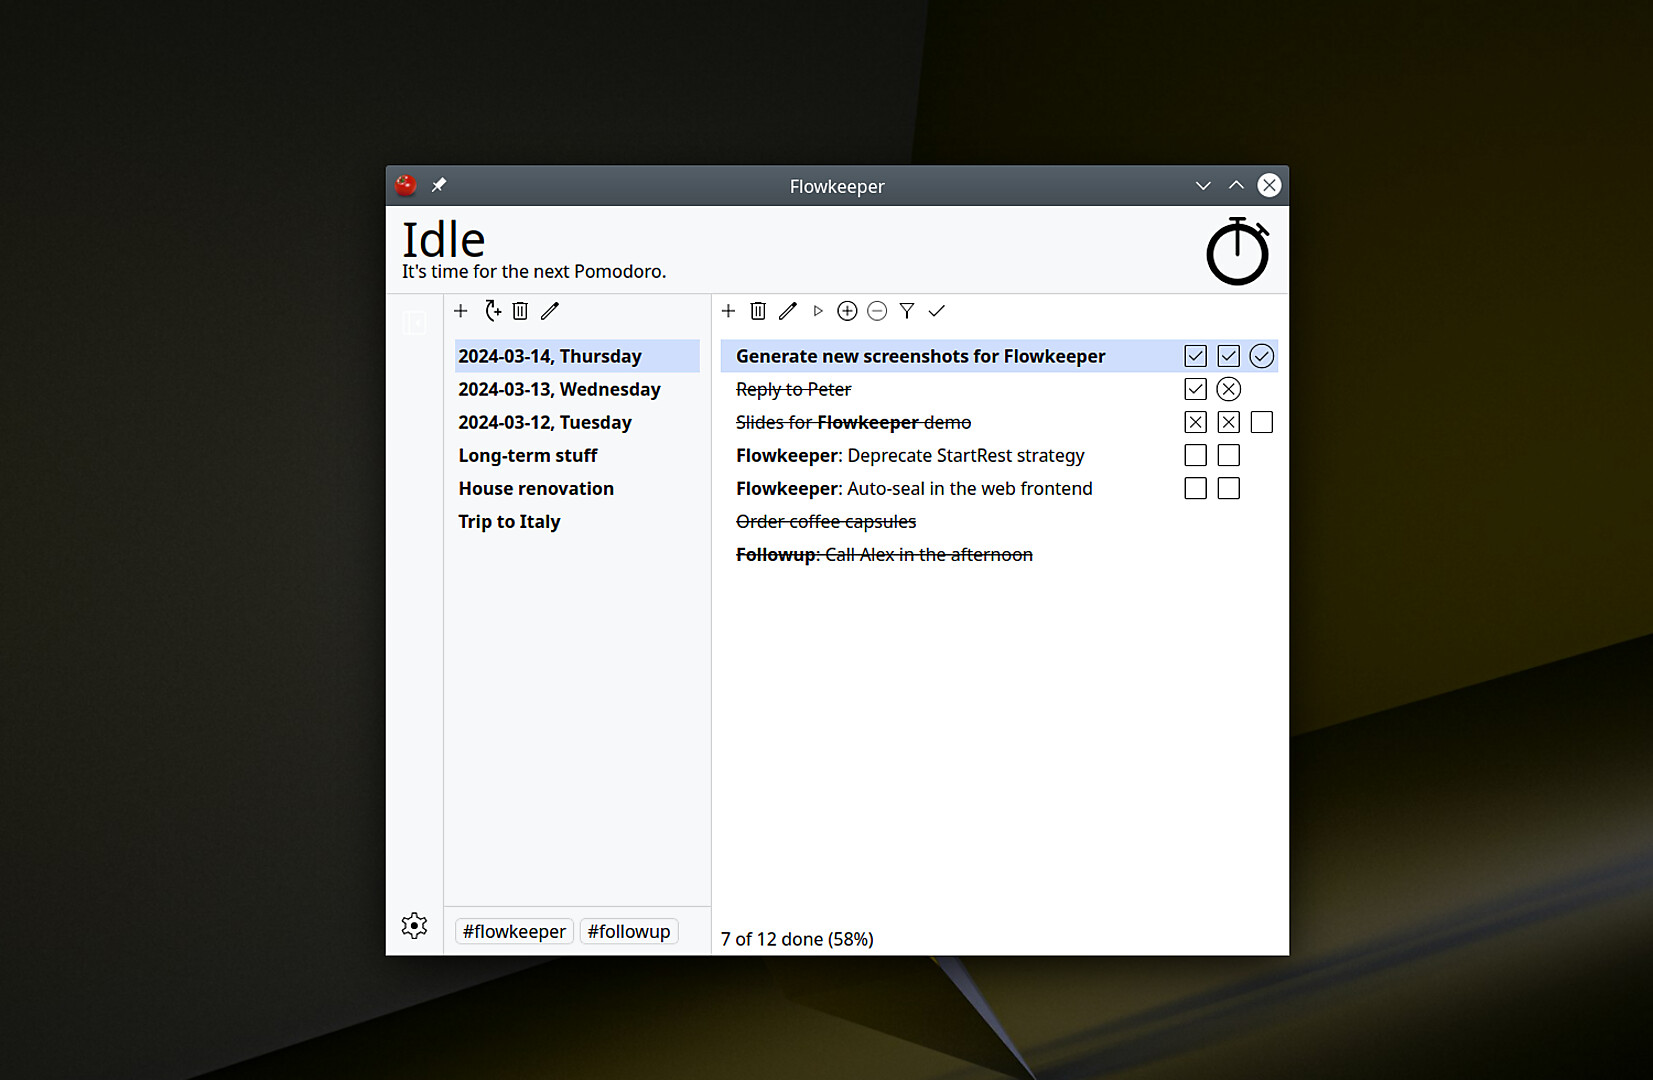 Flowkeeper
Idle
It's time for the next Pomodoro.
2024-03-14, Thursday
2024-03-13, Wednesday
2024-03-12, Tuesday
Long-term stuff
House renovation
Trip to Italy
#flowkeeper #followup
Generate new screenshots for Flowkeeper
Reply to Peter
Slides for Flowkeeper demo
Flowkeeper: Deprecate StartRest strategy
Flowkeeper: Auto-seal in the web frontend
Order coffee capsules
Followup: Call Alex in the afternoon
7 of 12 done (58%)